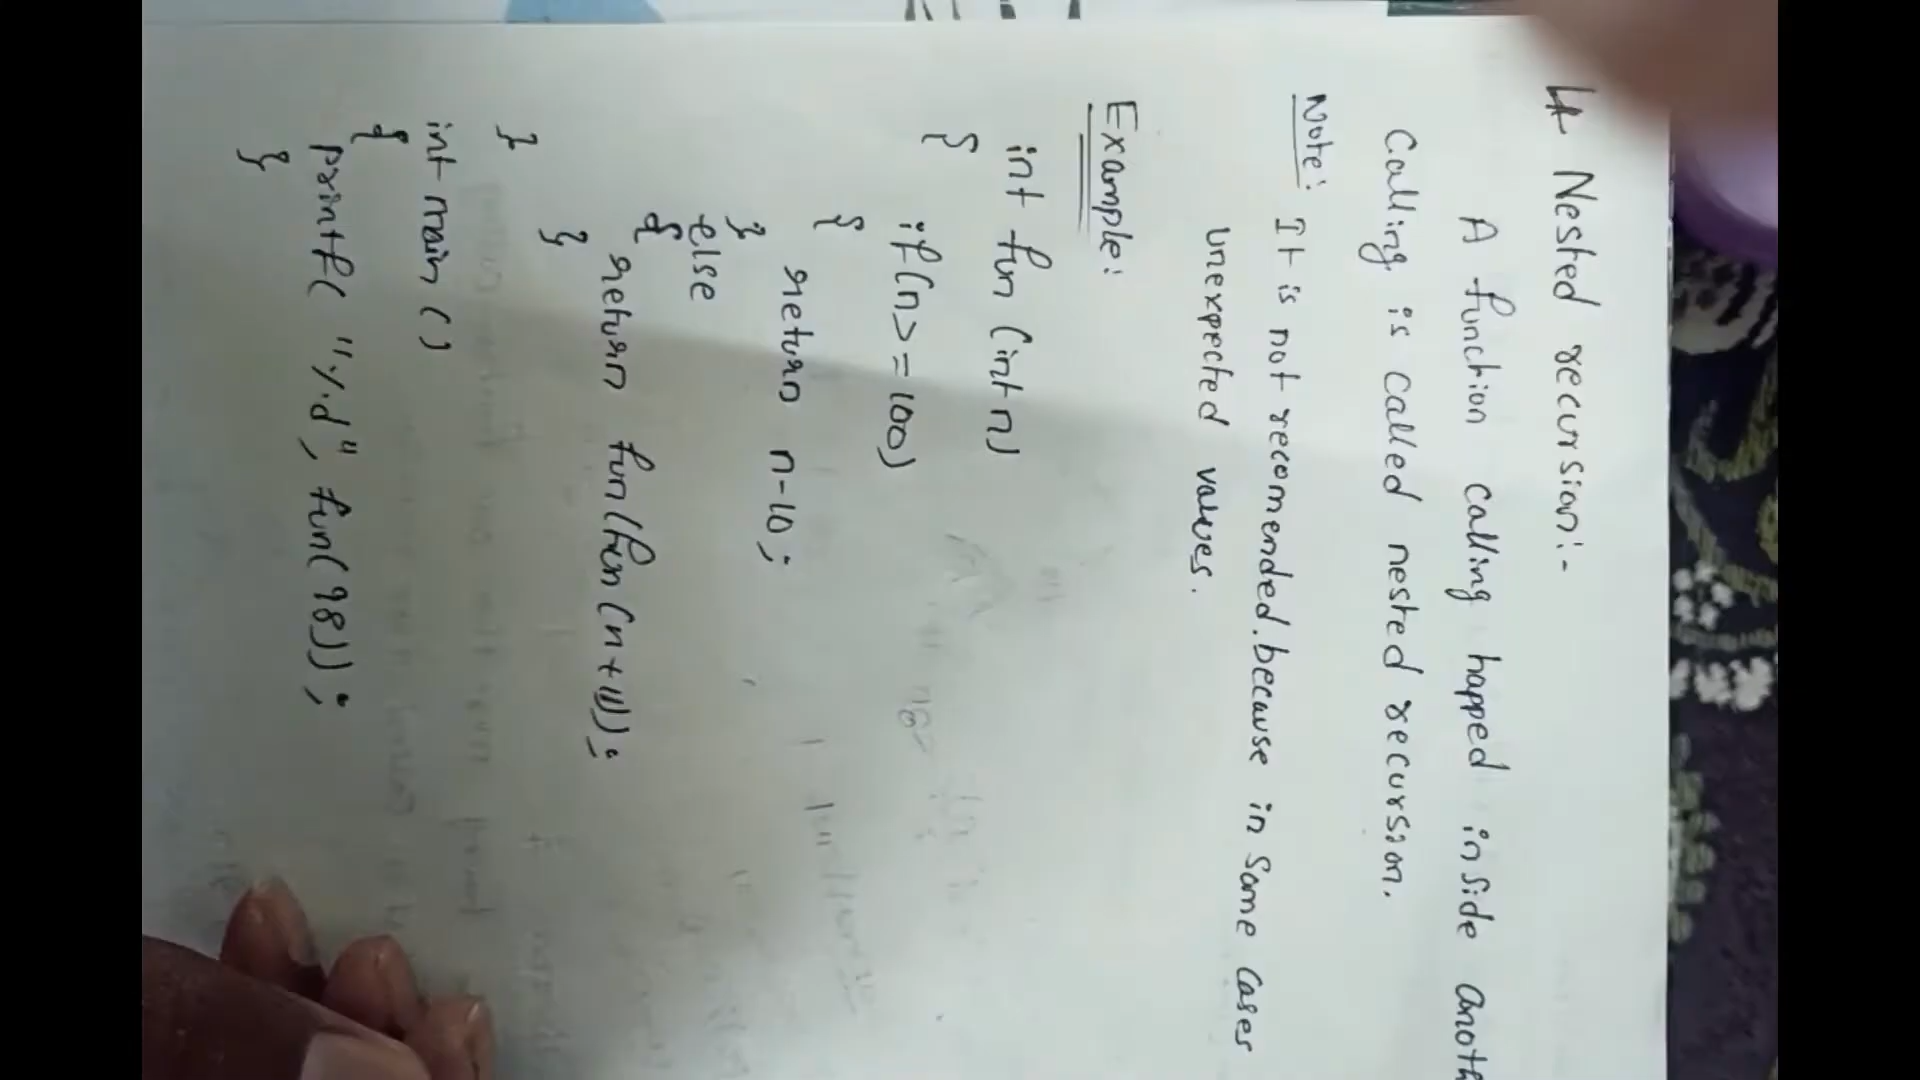 4 Nested recursion:-
A function calling happed inside anoth
Calling is called nested recursion.
Note: It is not recomended. because in some cases
unexpected values.
Example:
int fun (int n)
{
if(n>=100)
{
return n-10;
}
else
{
return fun(fun(n+11));
}
}
int main ()
{
printf( "%d", fun(98));
}